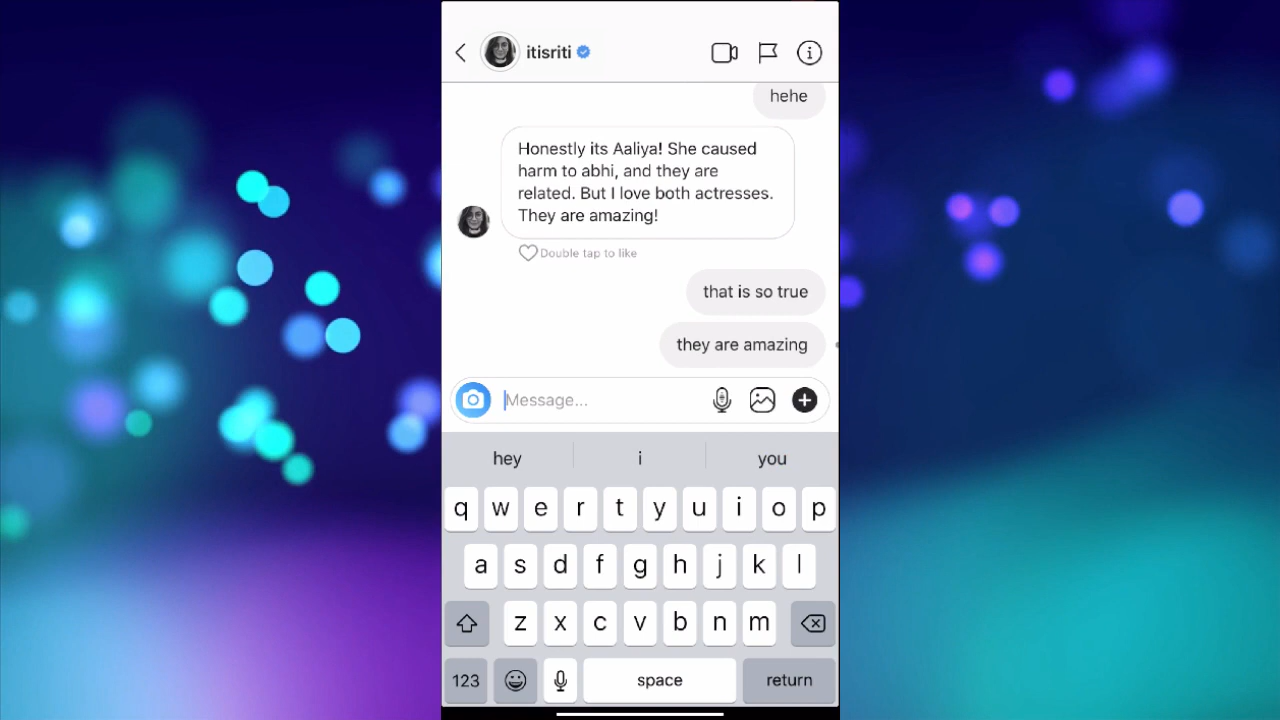 itisriti
hehe
Honestly its Aaliya! She caused
harm to abhi, and they are
related. But I love both actresses.
They are amazing!
Double tap to like
that is so true
they are amazing
Message...
hey i you
q w e r t y u i o p
a s d f g h j k l
z x c v b n m
123 space return